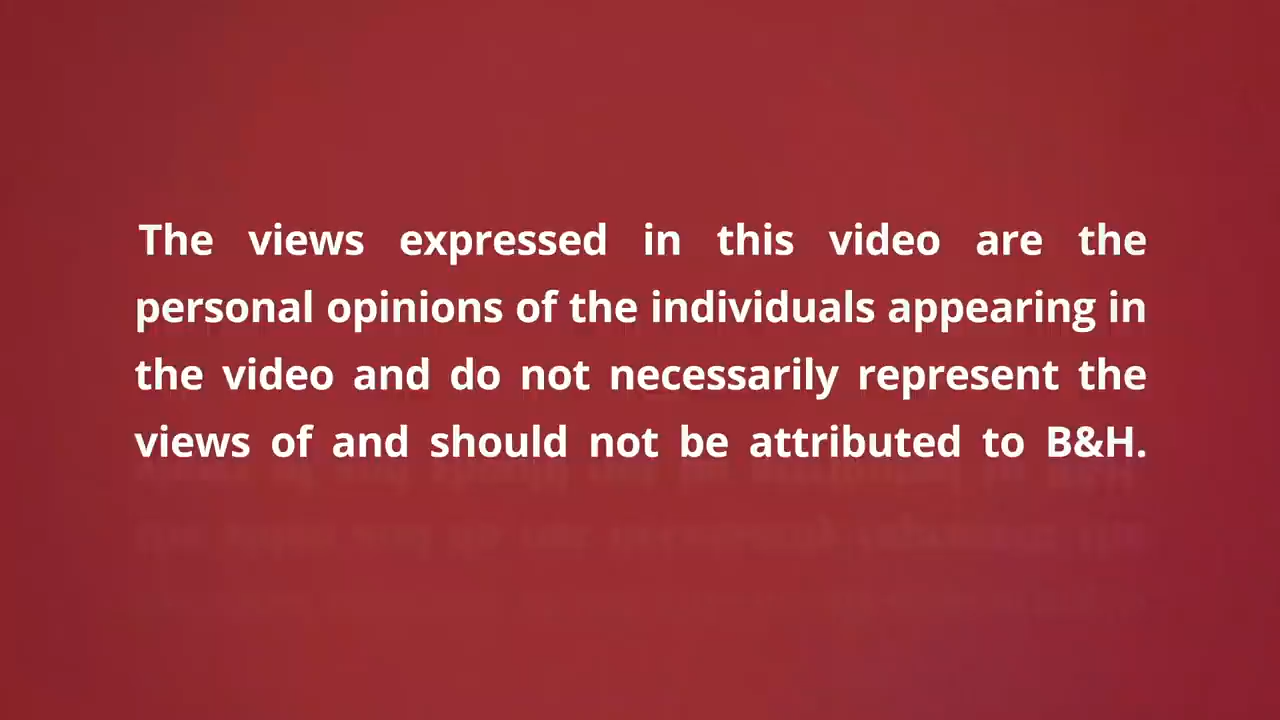 The views expressed in this video are the
personal opinions of the individuals appearing in
the video and do not necessarily represent the
views of and should not be attributed to B&H.